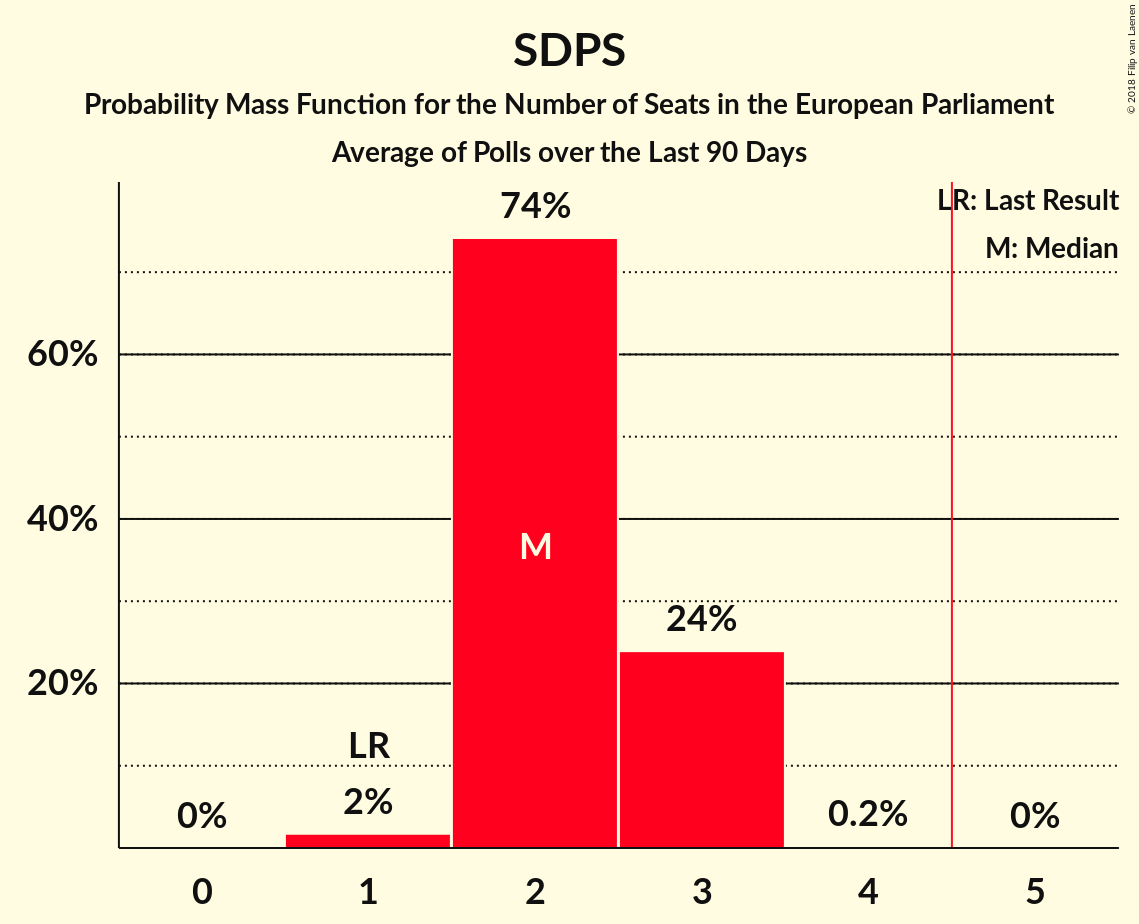 SDPS
Probability Mass Function for the Number of Seats in the European Parliament
Average of Polls over the Last 90 Days
© 2018 Filip van Laenen
LR: Last Result
M: Median
74%
60%
40%
M
24%
20%
LR
0%
2%
0.2%
0%
0 1 2 3 4 5